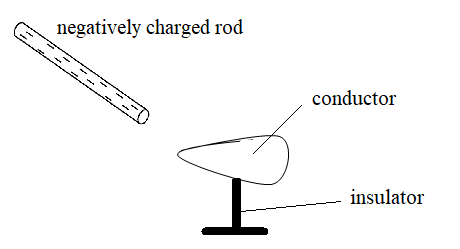 negatively charged rod
conductor
insulator